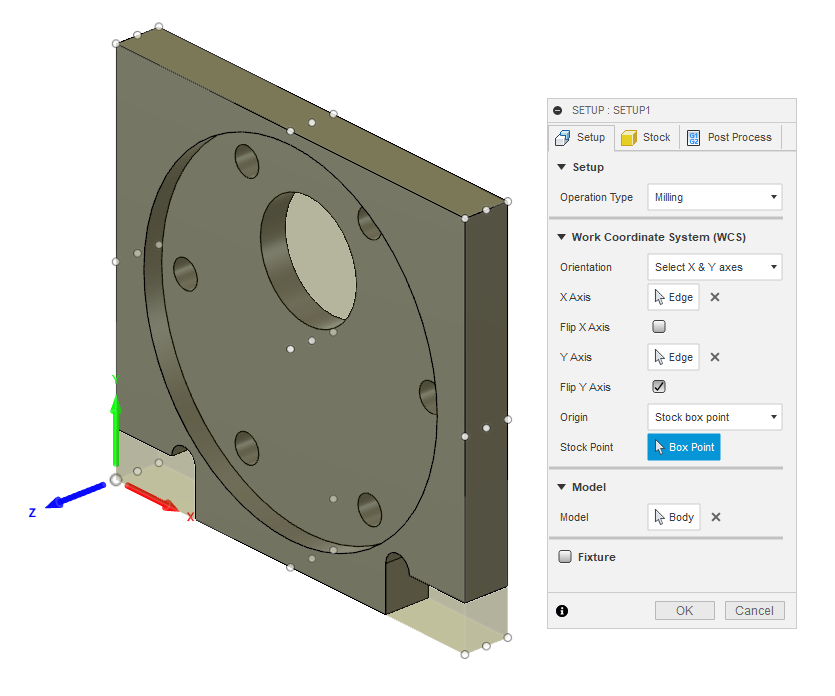 SETUP : SETUP1
Setup
Stock
G1
G2
Post Process
Setup
Operation Type
Milling
Work Coordinate System (WCS)
Orientation
Select X & Y axes
X Axis
Edge
Flip X Axis
Y Axis
Edge
Flip Y Axis
Origin
Stock box point
Stock Point
Box Point
Model
Model
Body
Fixture
OK
Cancel
Y
Z
X